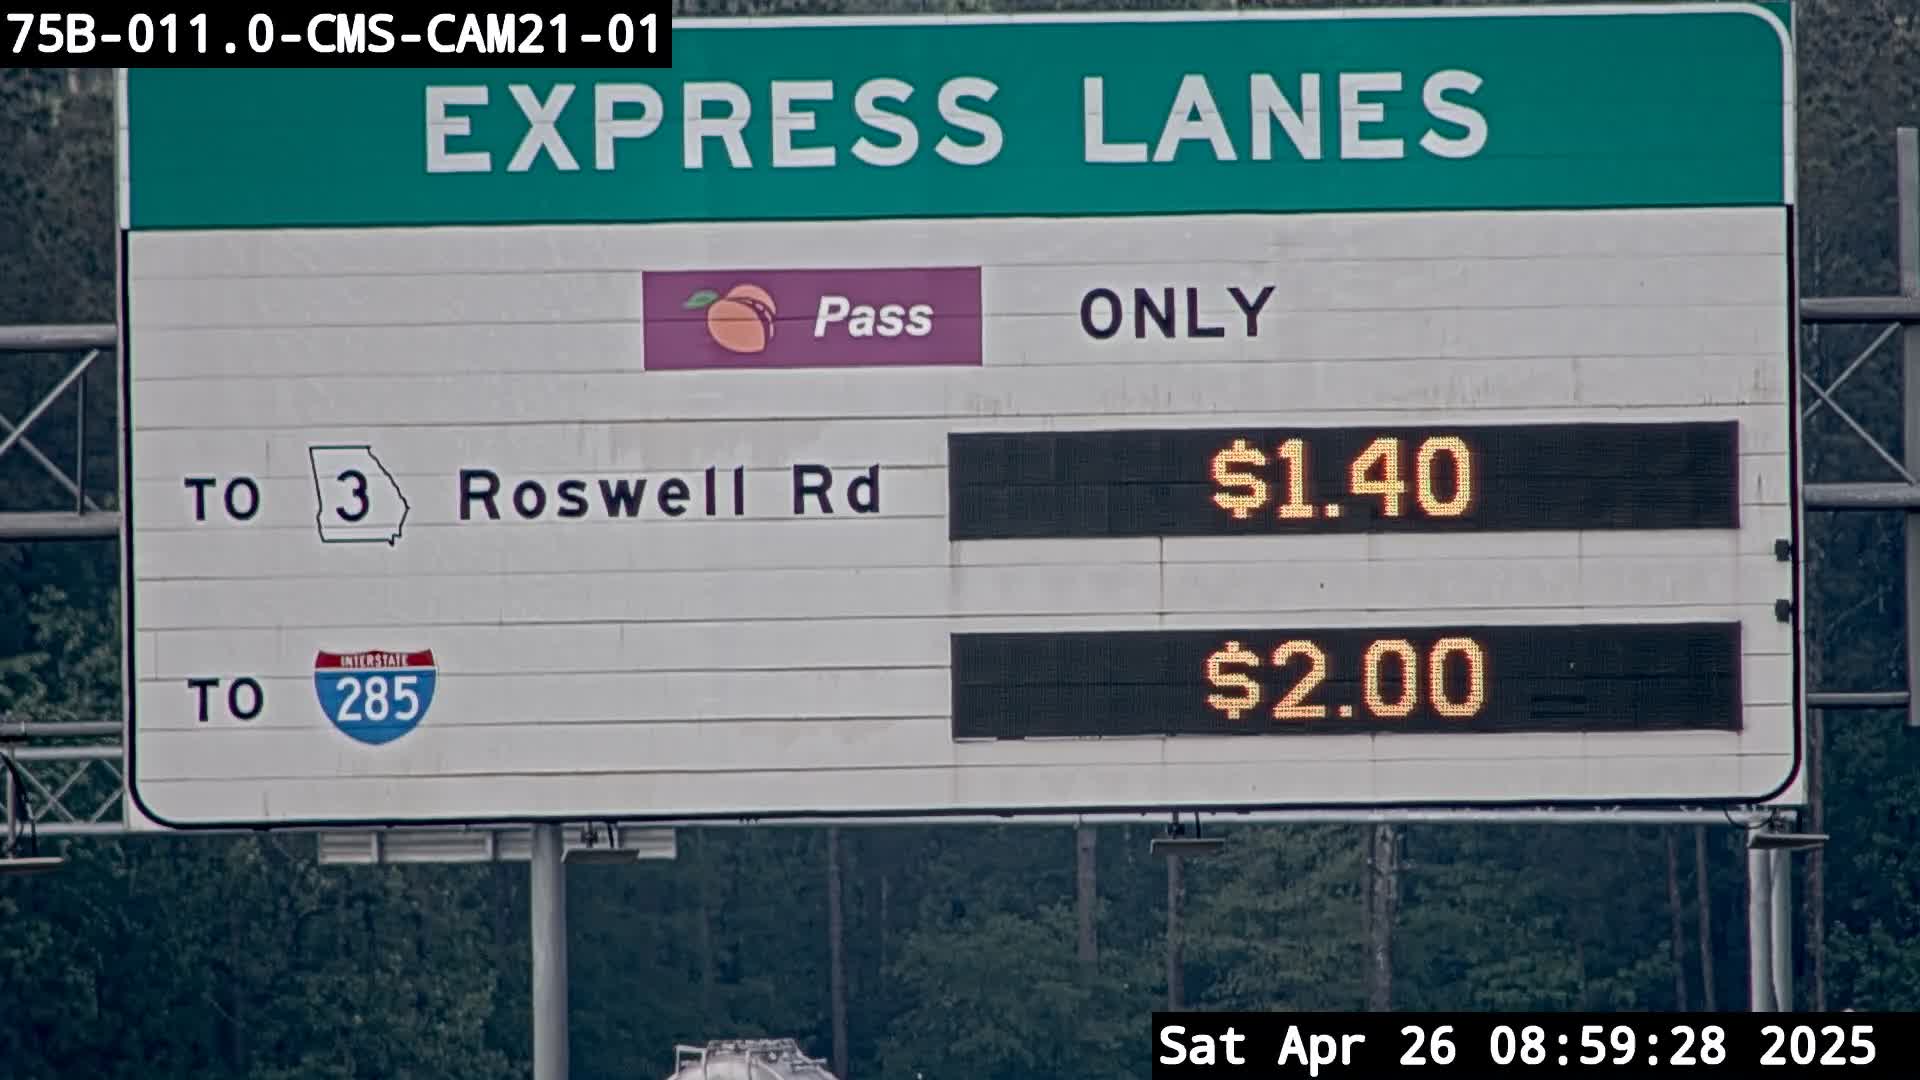 75B-011.0-CMS-CAM21-01
EXPRESS LANES
Pass ONLY
TO 3 Roswell Rd $1.40
INTERSTATE
TO 285 $2.00
Sat Apr 26 08:59:28 2025